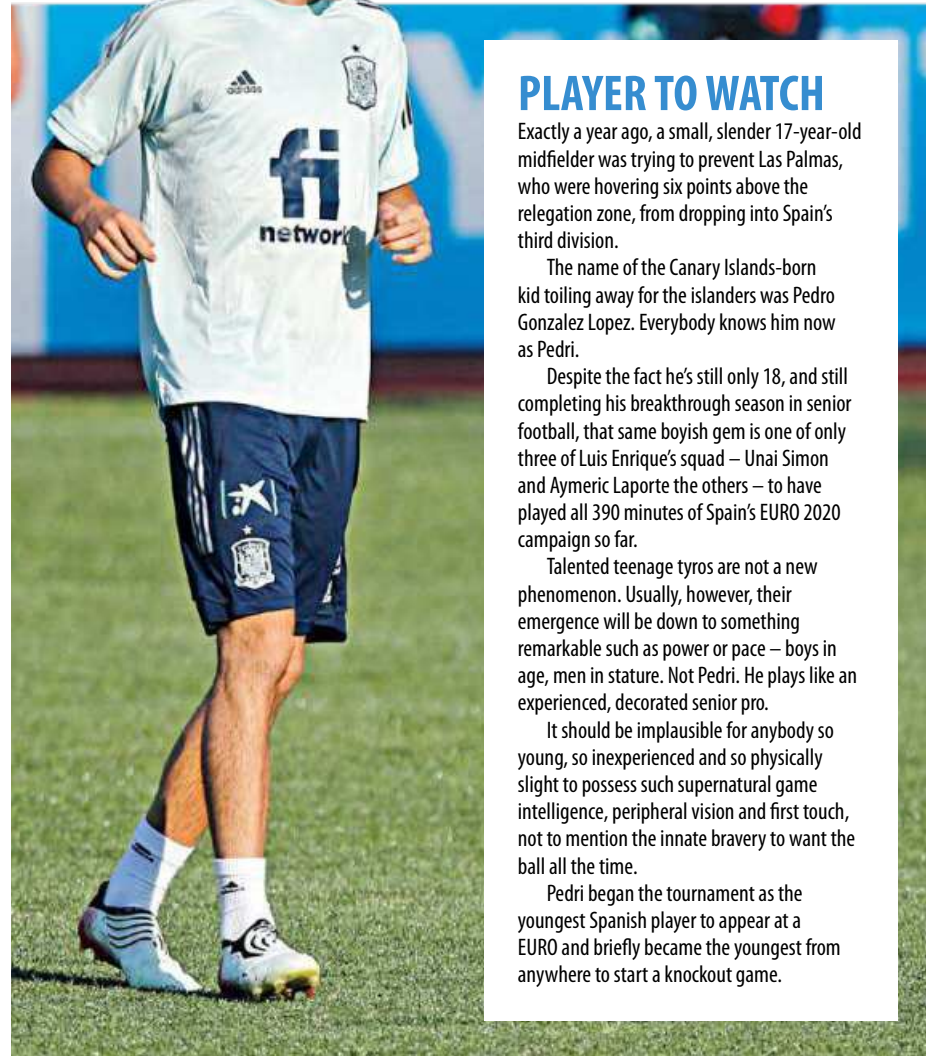 adidas
fi
network
PLAYER TO WATCH
Exactly a year ago, a small, slender 17-year-old
midfielder was trying to prevent Las Palmas,
who were hovering six points above the
relegation zone, from dropping into Spain’s
third division.
The name of the Canary Islands-born
kid toiling away for the islanders was Pedro
Gonzalez Lopez. Everybody knows him now
as Pedri.
Despite the fact he’s still only 18, and still
completing his breakthrough season in senior
football, that same boyish gem is one of only
three of Luis Enrique’s squad – Unai Simon
and Aymeric Laporte the others – to have
played all 390 minutes of Spain’s EURO 2020
campaign so far.
Talented teenage tyros are not a new
phenomenon. Usually, however, their
emergence will be down to something
remarkable such as power or pace – boys in
age, men in stature. Not Pedri. He plays like an
experienced, decorated senior pro.
It should be implausible for anybody so
young, so inexperienced and so physically
slight to possess such supernatural game
intelligence, peripheral vision and first touch,
not to mention the innate bravery to want the
ball all the time.
Pedri began the tournament as the
youngest Spanish player to appear at a
EURO and briefly became the youngest from
anywhere to start a knockout game.